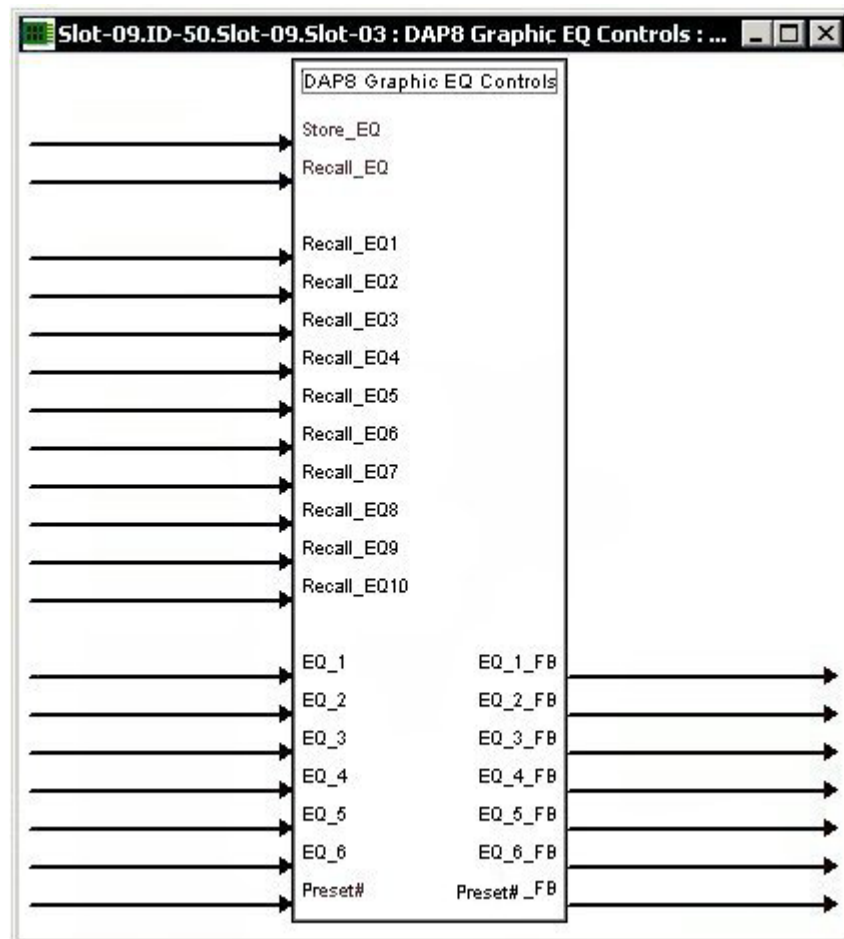 Slot-09.ID-50.Slot-09.Slot-03 : DAP8 Graphic EQ Controls : ...
DAP8 Graphic EQ Controls
Store_EQ
Recall_EQ
Recall_EQ1
Recall_EQ2
Recall_EQ3
Recall_EQ4
Recall_EQ5
Recall_EQ6
Recall_EQ7
Recall_EQ8
Recall_EQ9
Recall_EQ10
EQ_1 EQ_1_FB
EQ_2 EQ_2_FB
EQ_3 EQ_3_FB
EQ_4 EQ_4_FB
EQ_5 EQ_5_FB
EQ_6 EQ_6_FB
Preset# Preset#_FB